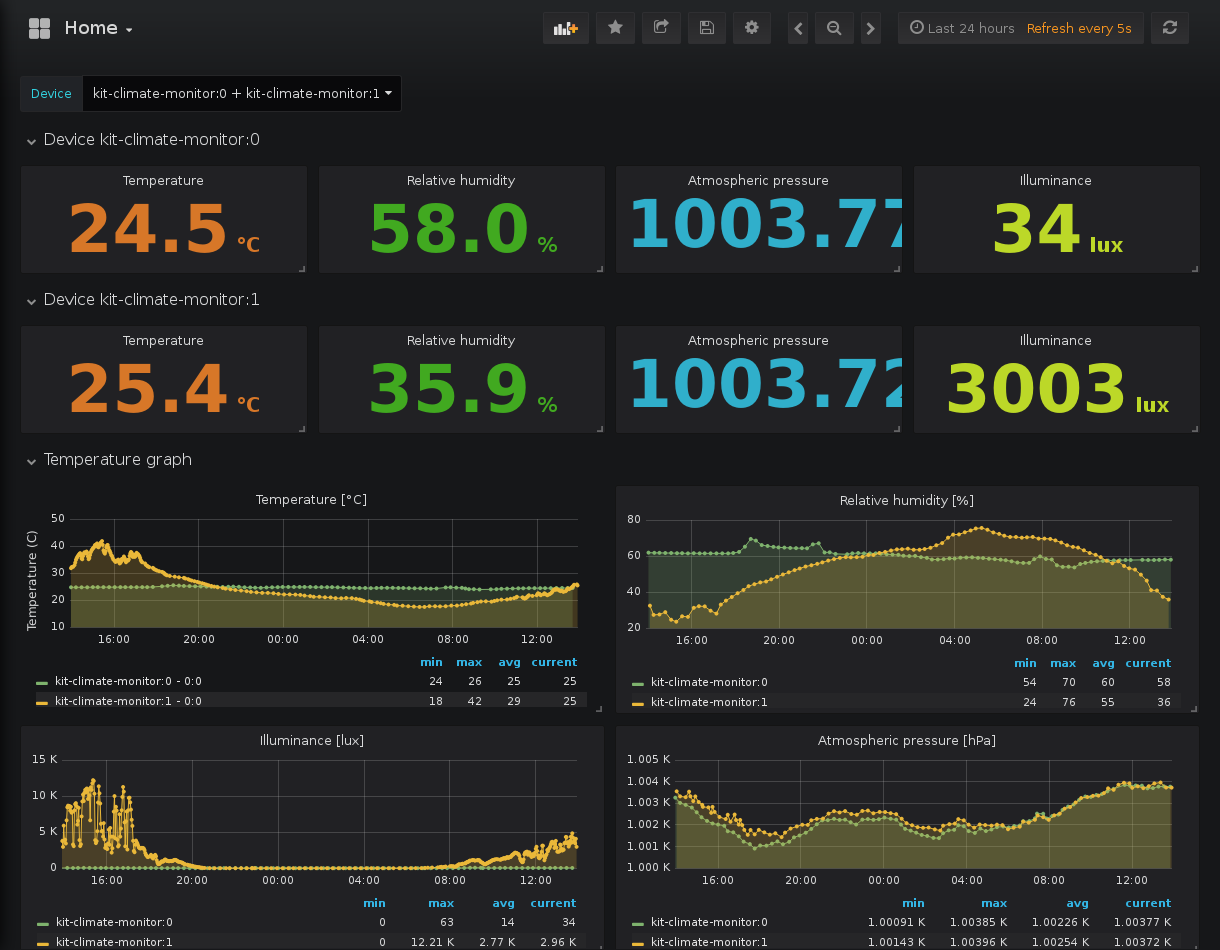 Home
Last 24 hours Refresh every 5s
Device kit-climate-monitor:0 + kit-climate-monitor:1
Device kit-climate-monitor:0
Temperature Relative humidity Atmospheric pressure Illuminance
24.5 °C 58.0 % 1003.77 34 lux
Device kit-climate-monitor:1
Temperature Relative humidity Atmospheric pressure Illuminance
25.4 °C 35.9 % 1003.72 3003 lux
Temperature graph
Temperature [°C]
Temperature (C)
50
40
30
20
10
16:00 20:00 00:00 04:00 08:00 12:00
min max avg current
kit-climate-monitor:0 - 0:0 24 26 25 25
kit-climate-monitor:1 - 0:0 18 42 29 25
Relative humidity [%]
80
60
40
20
16:00 20:00 00:00 04:00 08:00 12:00
min max avg current
kit-climate-monitor:0 54 70 60 58
kit-climate-monitor:1 24 76 55 36
Illuminance [lux]
15 K
10 K
5 K
0
16:00 20:00 00:00 04:00 08:00 12:00
min max avg current
kit-climate-monitor:0 0 63 14 34
kit-climate-monitor:1 0 12.21 K 2.77 K 2.96 K
Atmospheric pressure [hPa]
1.005 K
1.004 K
1.003 K
1.002 K
1.001 K
1.000 K
16:00 20:00 00:00 04:00 08:00 12:00
min max avg current
kit-climate-monitor:0 1.00091 K 1.00385 K 1.00226 K 1.00377 K
kit-climate-monitor:1 1.00143 K 1.00396 K 1.00254 K 1.00372 K